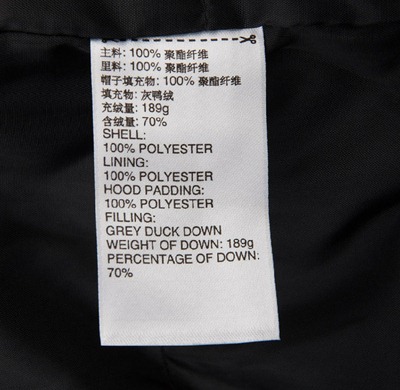 主料: 100% 聚酯纤维
里料: 100% 聚酯纤维
帽子填充物: 100% 聚酯纤维
填充物: 灰鸭绒
充绒量: 189g
含绒量: 70%
SHELL:
100% POLYESTER
LINING:
100% POLYESTER
HOOD PADDING:
100% POLYESTER
FILLING:
GREY DUCK DOWN
WEIGHT OF DOWN: 189g
PERCENTAGE OF DOWN:
70%